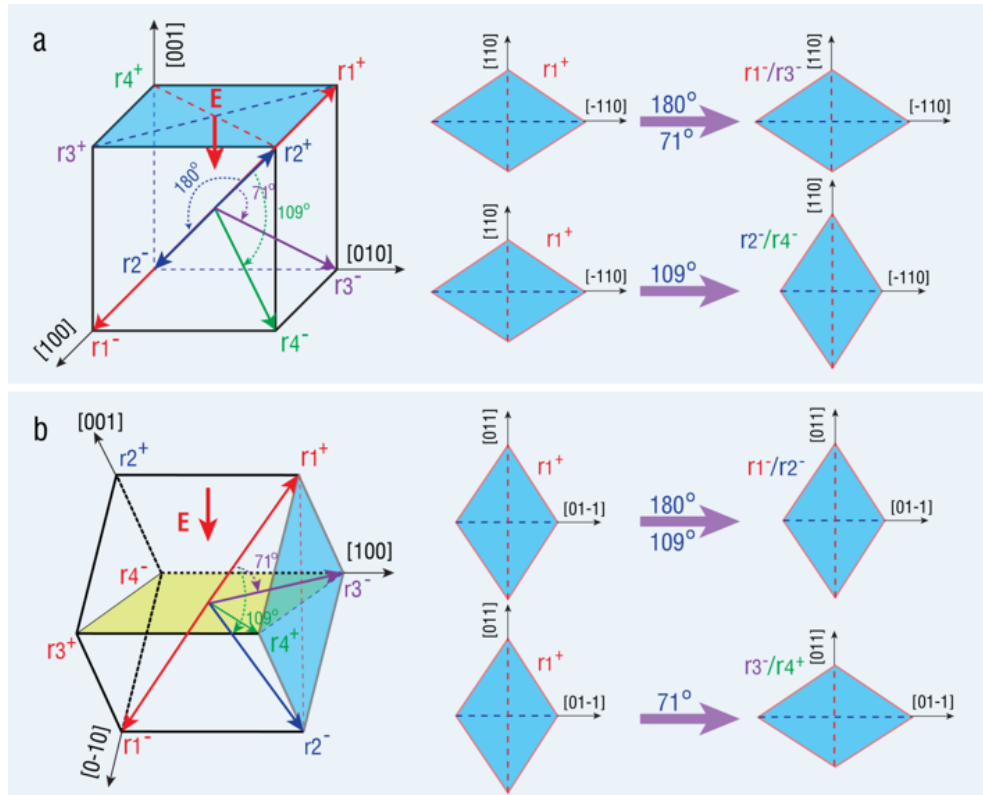 a
[001]
r4+
r1+
E
r3+
r2+
180°
71°
109°
r2-
[010]
r3-
[100]
r1-
r4-
[110]
r1+
[-110]
180°
71°
[110]
r1-/r3-
[-110]
[110]
r1+
[-110]
109°
[110]
r2-/r4-
[-110]
b
[001]
r2+
r1+
E
[100]
r4-
71°
r3-
109°
r3+
r4+
r1-
r2-
[0-10]
[011]
r1+
[01-1]
180°
109°
[011]
r1-/r2-
[01-1]
[011]
r1+
[01-1]
71°
[011]
r3-/r4+
[01-1]